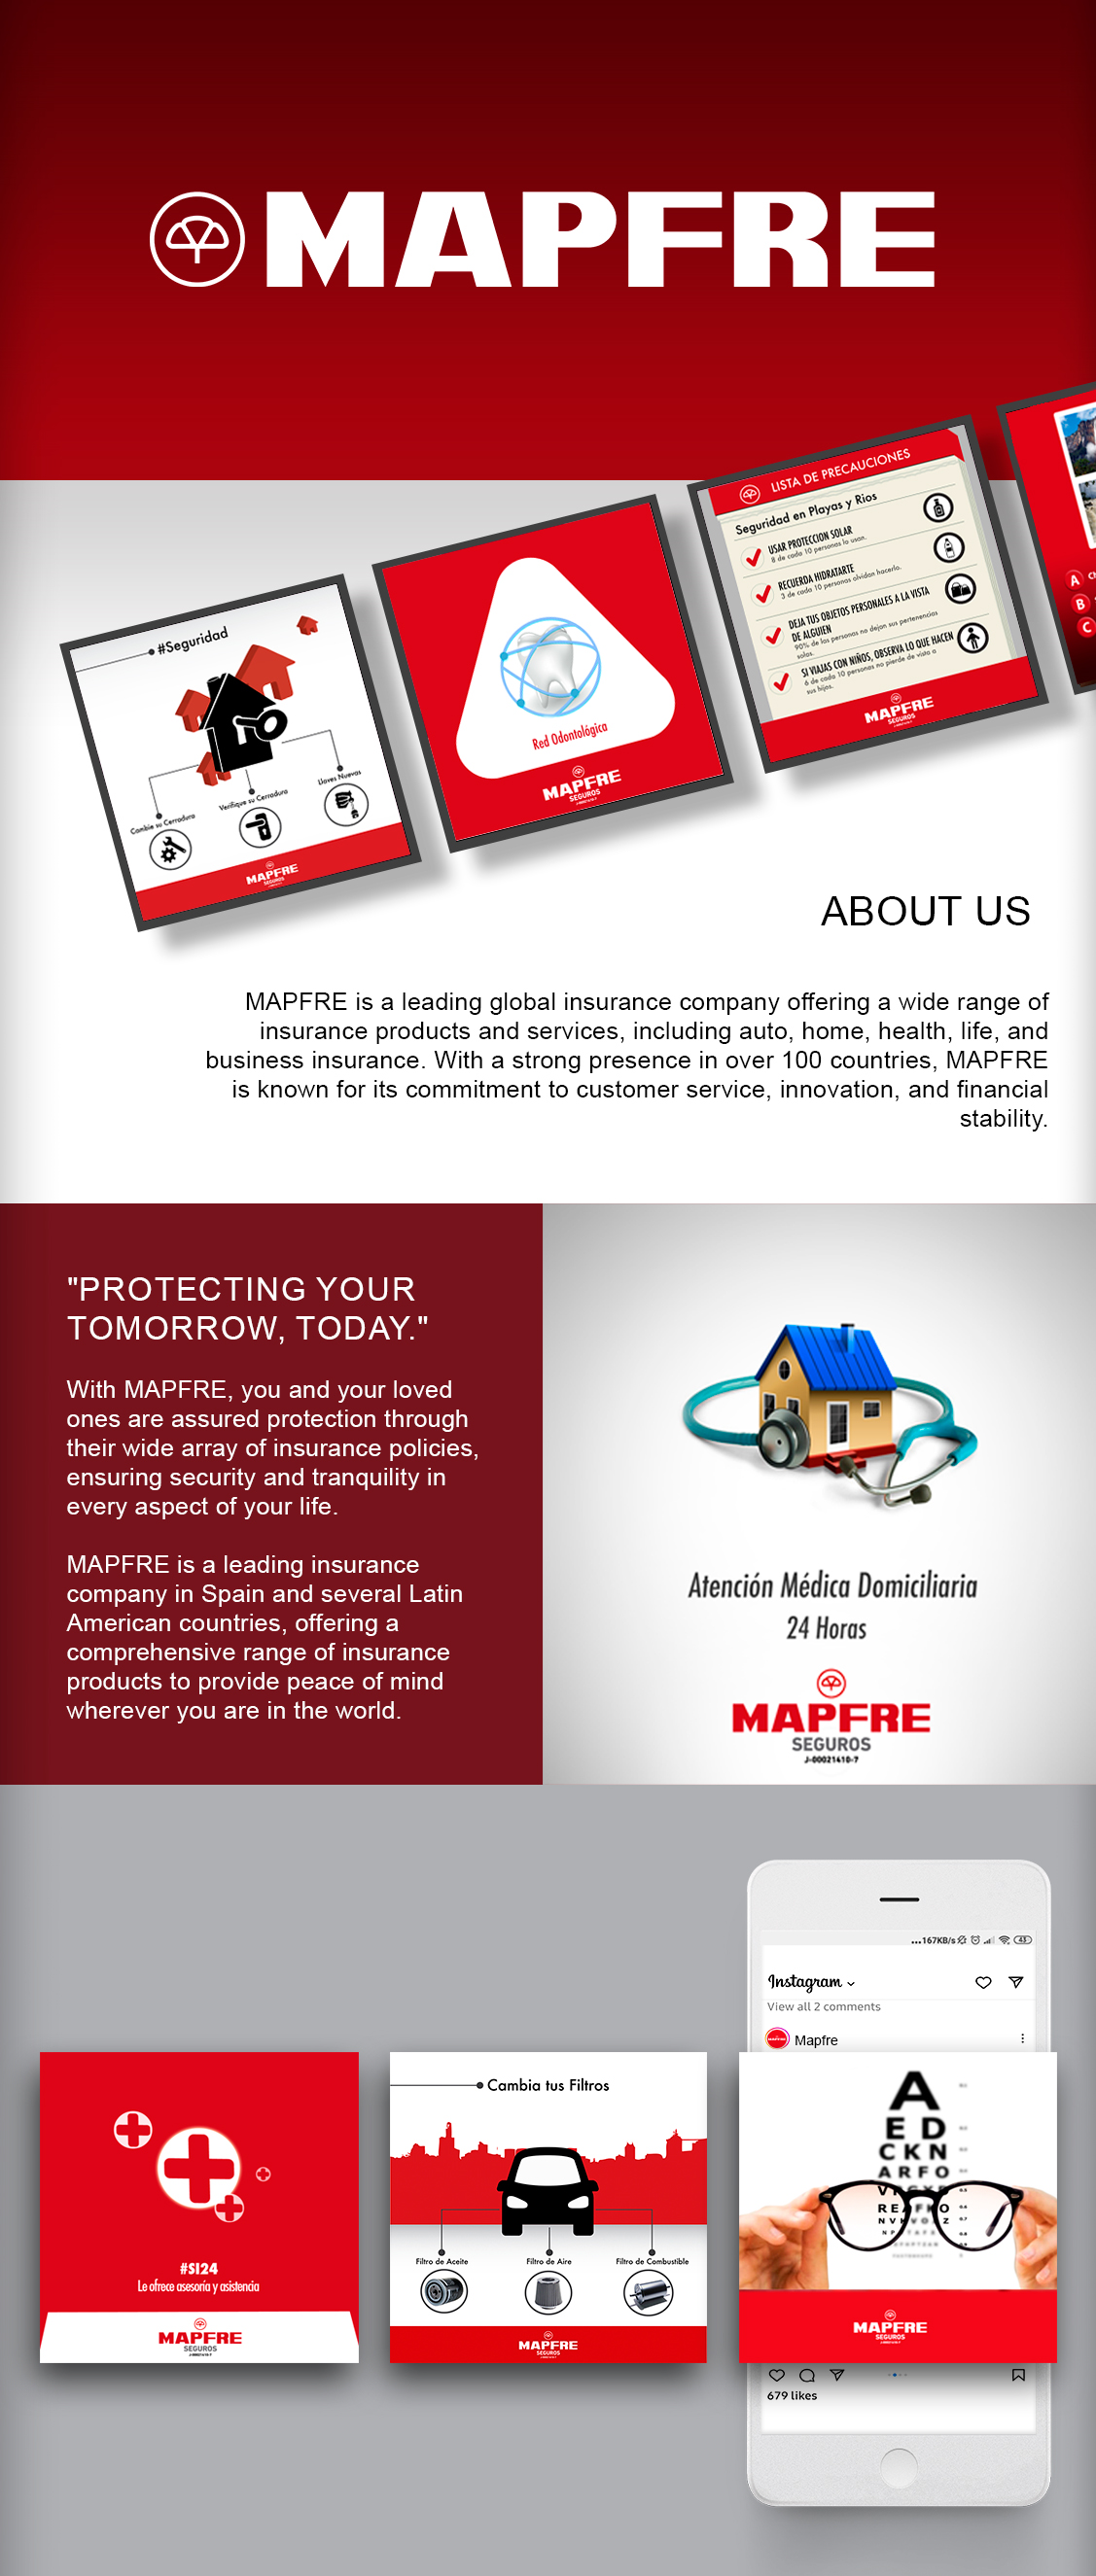 MAPFRE
#Seguridad
Cambie su Cerradura
Verifique su Cerradura
Llaves Nuevas
MAPFRE
SEGUROS
Red Odontológica
MAPFRE
SEGUROS
LISTA DE PRECAUCIONES
Seguridad en Playas y Rios
USAR PROTECCION SOLAR
8 de cada 10 personas lo usan.
RECUERDA HIDRATARTE
3 de cada 10 personas olvidan hacerlo.
DEJA TUS OBJETOS PERSONALES A LA VISTA
DE ALGUIEN
90% de las personas no dejan sus pertenencias
solas.
SI VIAJAS CON NIÑOS, OBSERVA LO QUE HACEN
6 de cada 10 personas no pierde de vista a
sus hijos.
MAPFRE
SEGUROS
A
B
C
ABOUT US
MAPFRE is a leading global insurance company offering a wide range of
insurance products and services, including auto, home, health, life, and
business insurance. With a strong presence in over 100 countries, MAPFRE
is known for its commitment to customer service, innovation, and financial
stability.
"PROTECTING YOUR
TOMORROW, TODAY."
With MAPFRE, you and your loved
ones are assured protection through
their wide array of insurance policies,
ensuring security and tranquility in
every aspect of your life.
MAPFRE is a leading insurance
company in Spain and several Latin
American countries, offering a
comprehensive range of insurance
products to provide peace of mind
wherever you are in the world.
Atención Médica Domiciliaria
24 Horas
MAPFRE
SEGUROS
J-00021410-7
...167KB/s 43
Instagram
View all 2 comments
Mapfre
#SI24
Le ofrece asesoría y asistencia
MAPFRE
SEGUROS
J-00021410-7
Cambia tus Filtros
Filtro de Aceite
Filtro de Aire
Filtro de Combustible
MAPFRE
SEGUROS
A
E D
C K N
A R F O
MAPFRE
SEGUROS
679 likes